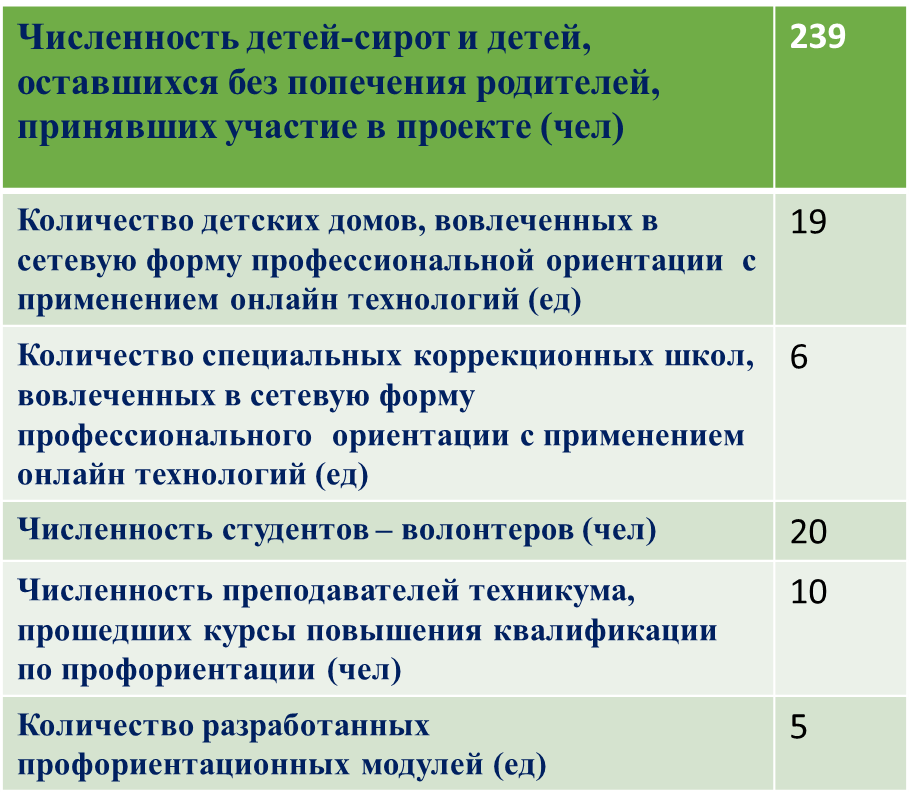 Численность детей-сирот и детей,
оставшихся без попечения родителей,
принявших участие в проекте (чел)
239
Количество детских домов, вовлеченных в
сетевую форму профессиональной ориентации с
применением онлайн технологий (ед)
19
Количество специальных коррекционных школ,
вовлеченных в сетевую форму
профессионального ориентации с применением
онлайн технологий (ед)
6
Численность студентов – волонтеров (чел)
20
Численность преподавателей техникума,
прошедших курсы повышения квалификации
по профориентации (чел)
10
Количество разработанных
профориентационных модулей (ед)
5